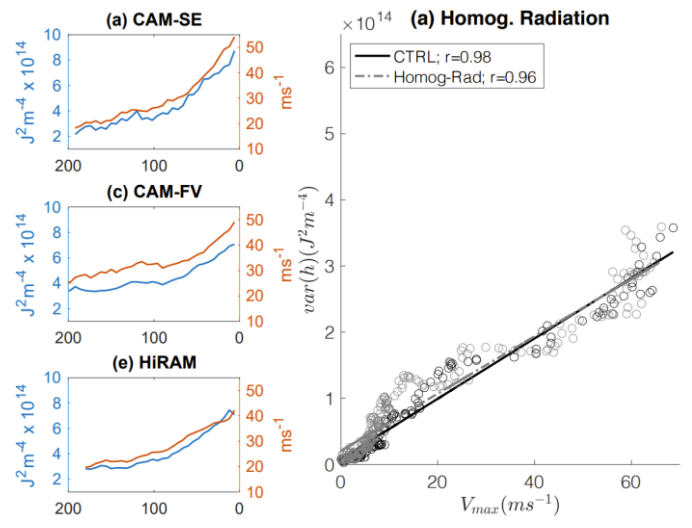 (a) CAM-SE
10
8
6
4
2
J²m⁻⁴ x 10¹⁴
50
40
30
20
10
ms⁻¹
200 100 0
(c) CAM-FV
10
8
6
4
2
J²m⁻⁴ x 10¹⁴
50
40
30
20
10
ms⁻¹
200 100 0
(e) HiRAM
10
8
6
4
2
0
J²m⁻⁴ x 10¹⁴
50
40
30
20
10
ms⁻¹
200 100 0
(a) Homog. Radiation
×10¹⁴
CTRL; r=0.98
Homog-Rad; r=0.96
6
5
4
3
2
1
0
var(h)(J²m⁻⁴)
0 20 40 60
Vmax(ms⁻¹)